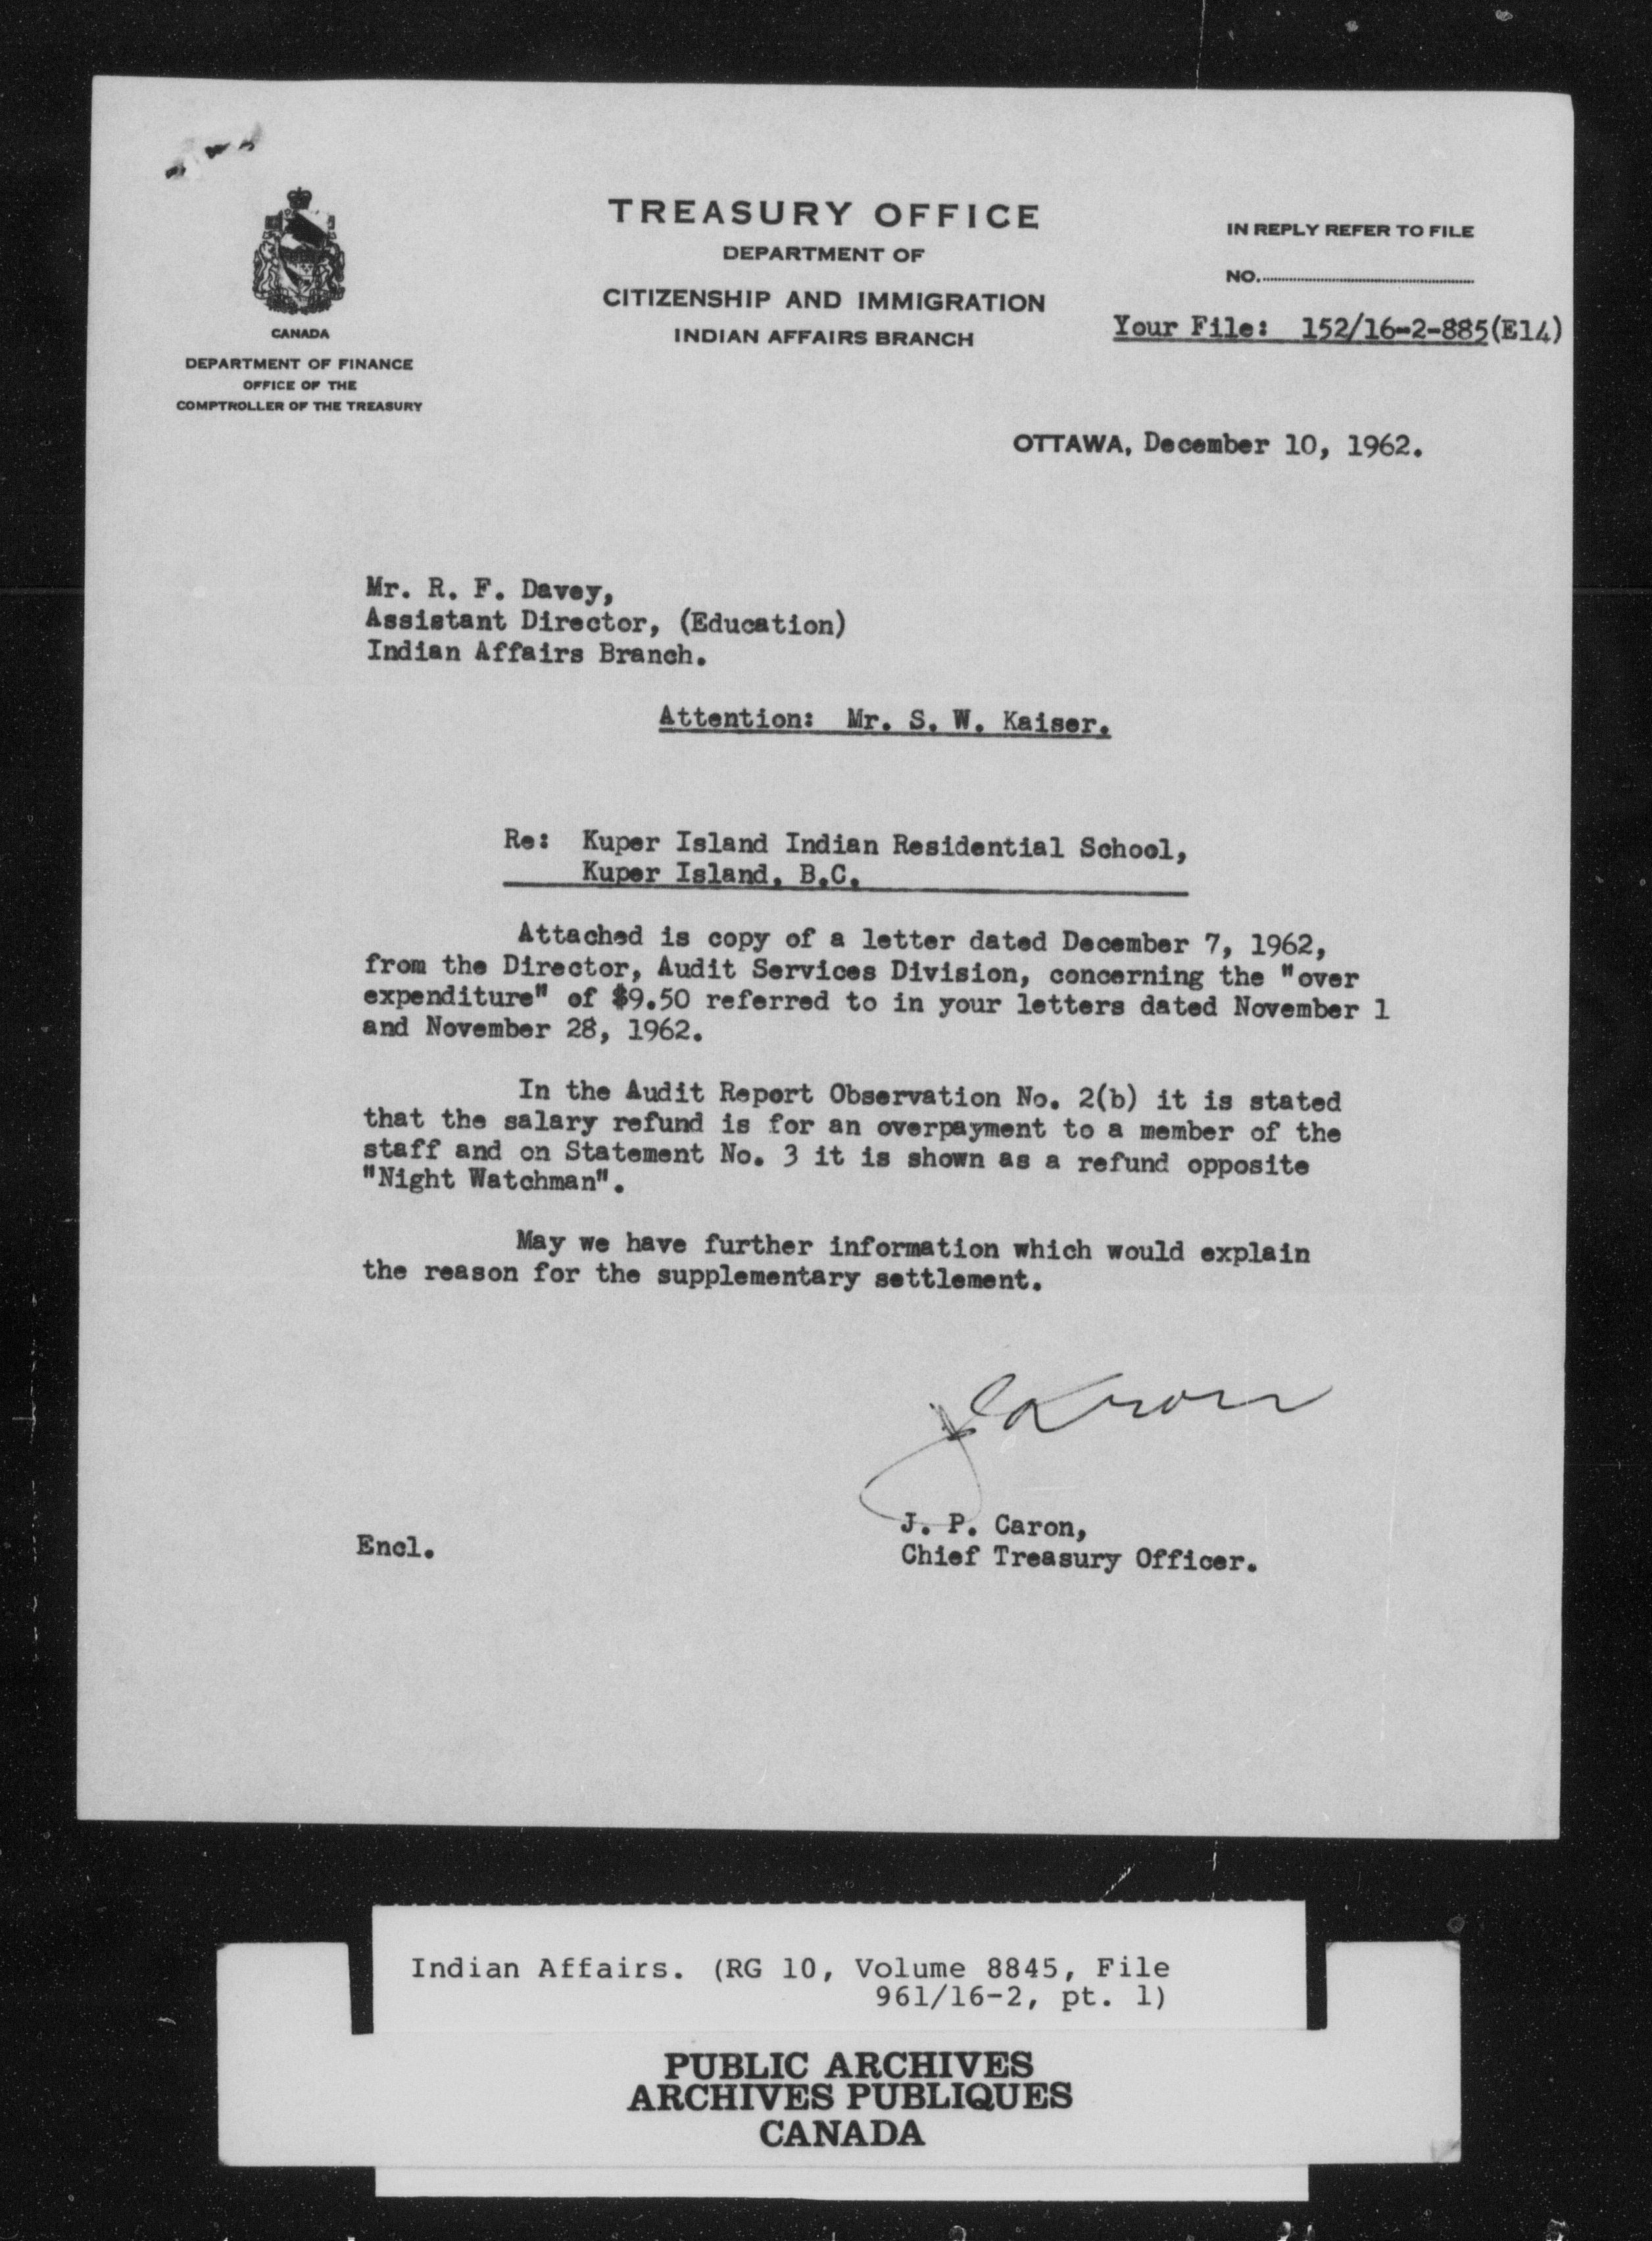 TREASURY OFFICE
DEPARTMENT OF
CITIZENSHIP AND IMMIGRATION
INDIAN AFFAIRS BRANCH
CANADA
DEPARTMENT OF FINANCE
OFFICE OF THE
COMPTROLLER OF THE TREASURY
IN REPLY REFER TO FILE
NO.
Your File: 152/16-2-885(E14)
OTTAWA, December 10, 1962.
Mr. R. F. Davey,
Assistant Director, (Education)
Indian Affairs Branch.
Attention: Mr. S. W. Kaiser.
Re: Kuper Island Indian Residential School,
Kuper Island, B.C.
Attached is copy of a letter dated December 7, 1962,
from the Director, Audit Services Division, concerning the "over
expenditure" of $9.50 referred to in your letters dated November 1
and November 28, 1962.
In the Audit Report Observation No. 2(b) it is stated
that the salary refund is for an overpayment to a member of the
staff and on Statement No. 3 it is shown as a refund opposite
"Night Watchman".
May we have further information which would explain
the reason for the supplementary settlement.
J. P. Caron,
Chief Treasury Officer.
Encl.
Indian Affairs. (RG 10, Volume 8845, File
961/16-2, pt. 1)
PUBLIC ARCHIVES
ARCHIVES PUBLIQUES
CANADA